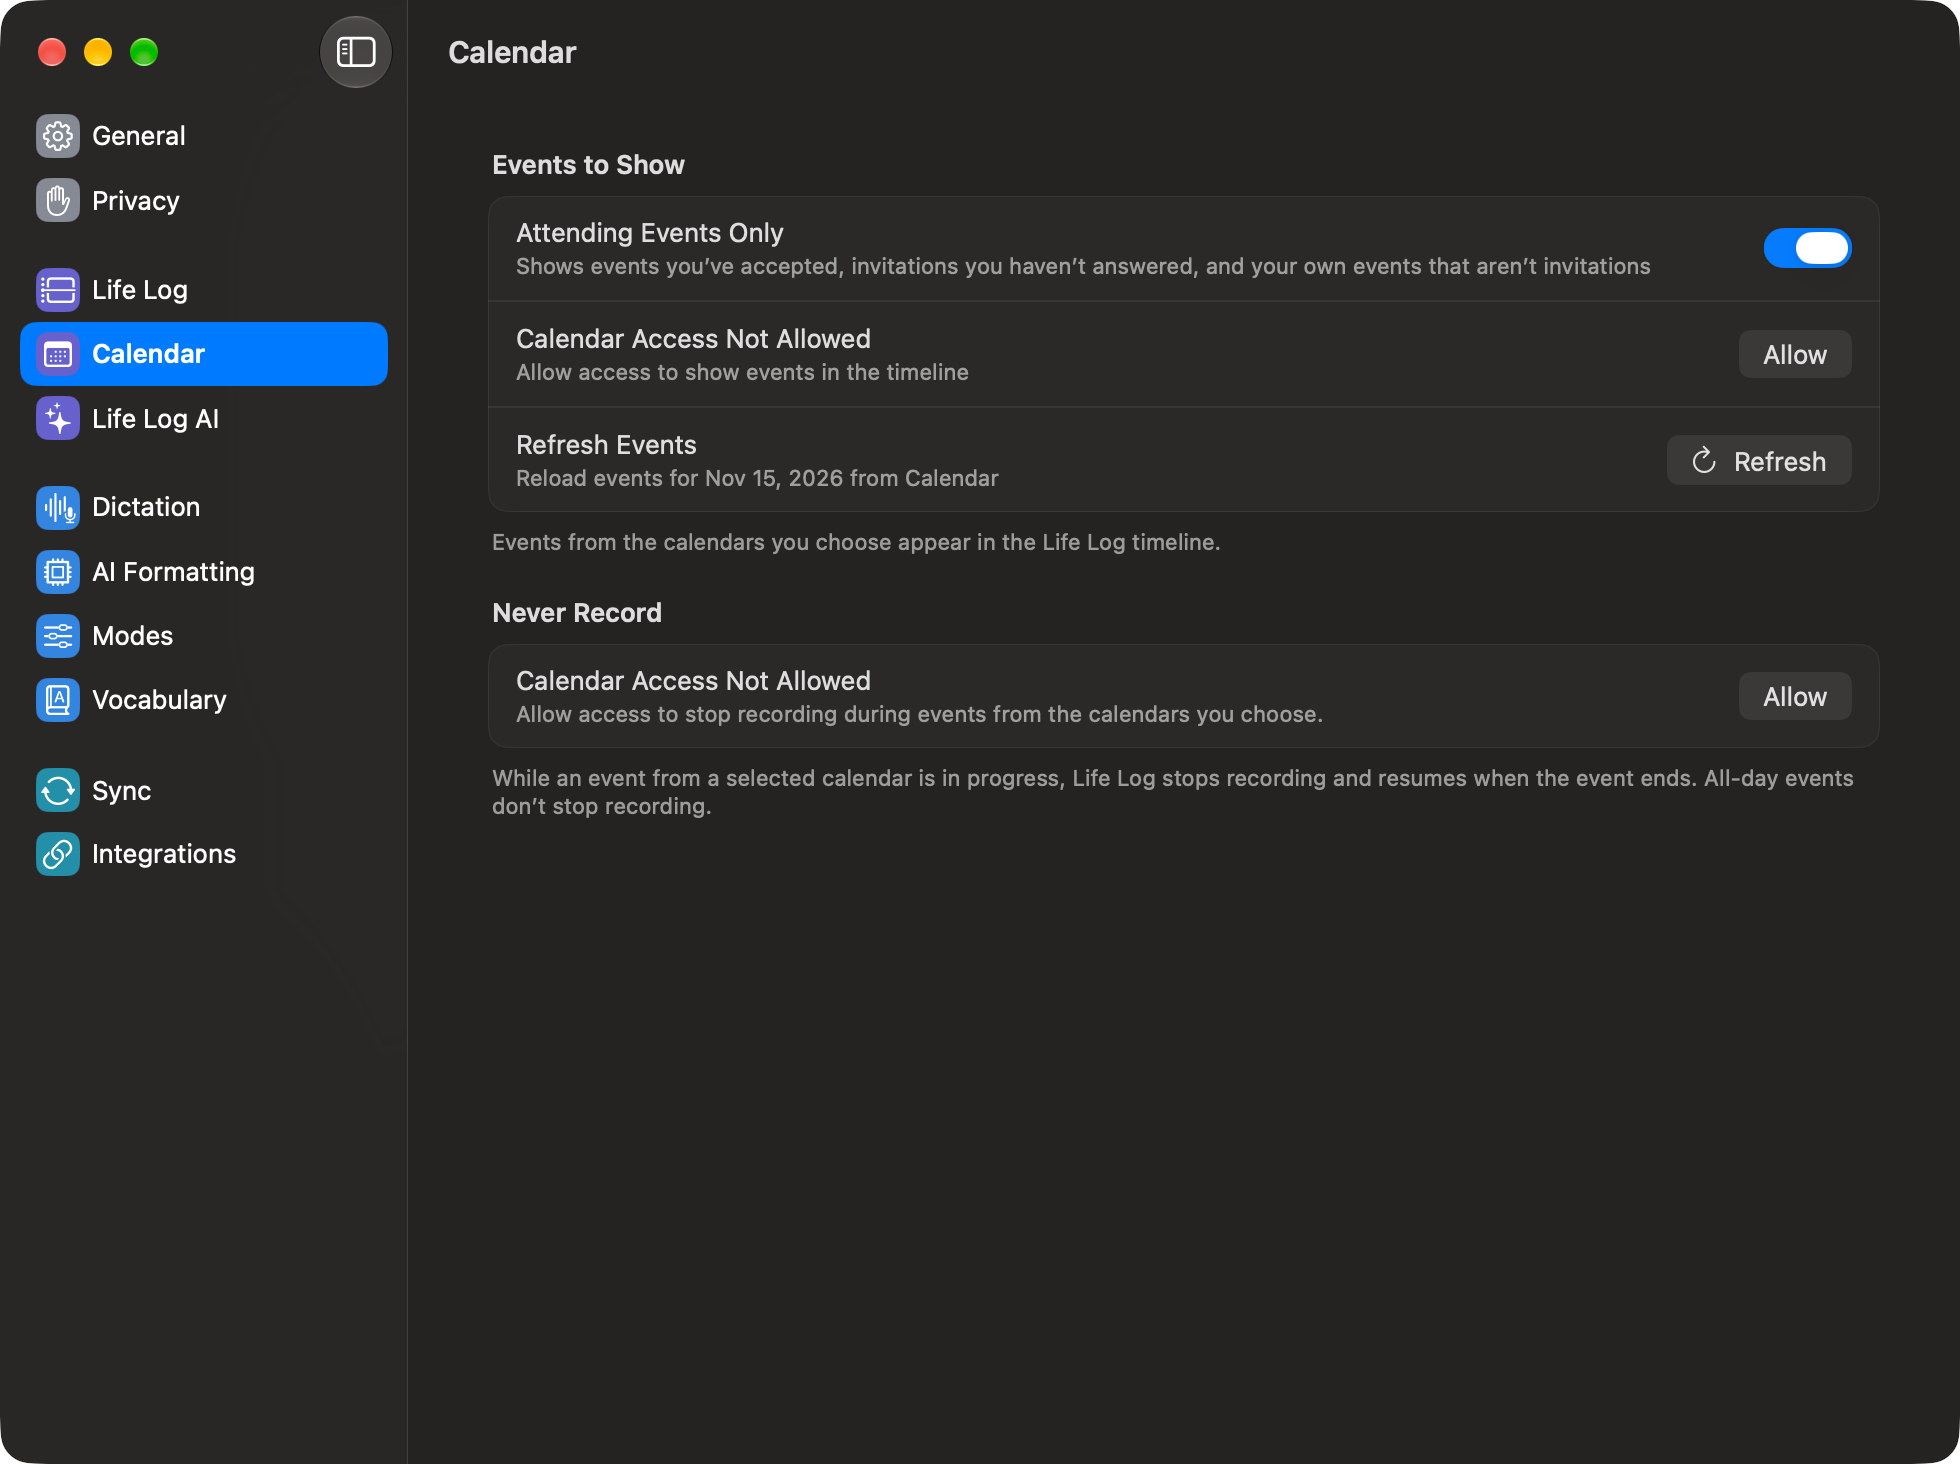 Calendar
General
Privacy
Life Log
Calendar
Life Log AI
Dictation
AI Formatting
Modes
Vocabulary
Sync
Integrations
Events to Show
Attending Events Only
Shows events you’ve accepted, invitations you haven’t answered, and your own events that aren’t invitations
Calendar Access Not Allowed
Allow access to show events in the timeline
Allow
Refresh Events
Reload events for Nov 15, 2026 from Calendar
Refresh
Events from the calendars you choose appear in the Life Log timeline.
Never Record
Calendar Access Not Allowed
Allow access to stop recording during events from the calendars you choose.
Allow
While an event from a selected calendar is in progress, Life Log stops recording and resumes when the event ends. All-day events
don’t stop recording.